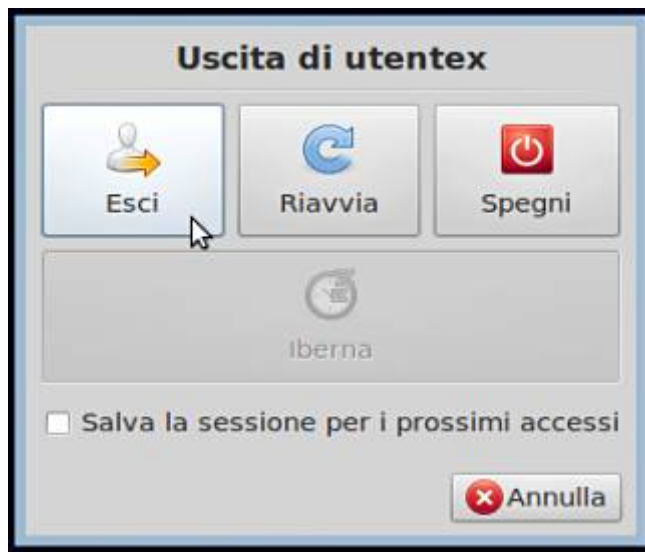 Uscita di utentex
Esci
Riavvia
Spegni
Iberna
Salva la sessione per i prossimi accessi
Annulla